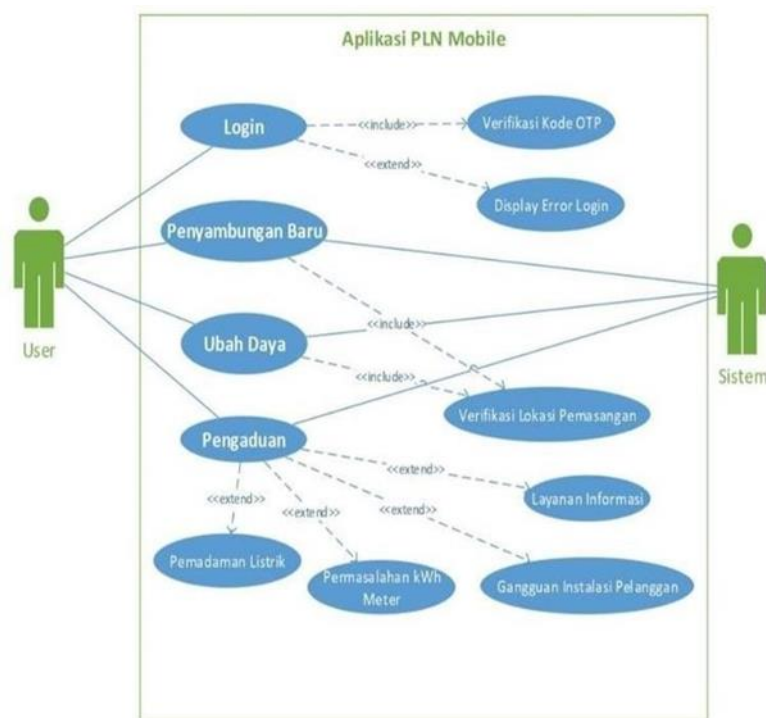 Aplikasi PLN Mobile
Login
<<include>>
Verifikasi Kode OTP
<<extend>>
Display Error Login
Penyambungan Baru
User
Sistem
Ubah Daya
<<include>>
<<include>>
Verifikasi Lokasi Pemasangan
Pengaduan
<<extend>>
Layanan Informasi
<<extend>>
<<extend>>
<<extend>>
Pemadaman Listrik
Permasalahan kWh
Meter
Gangguan Instalasi Pelanggan